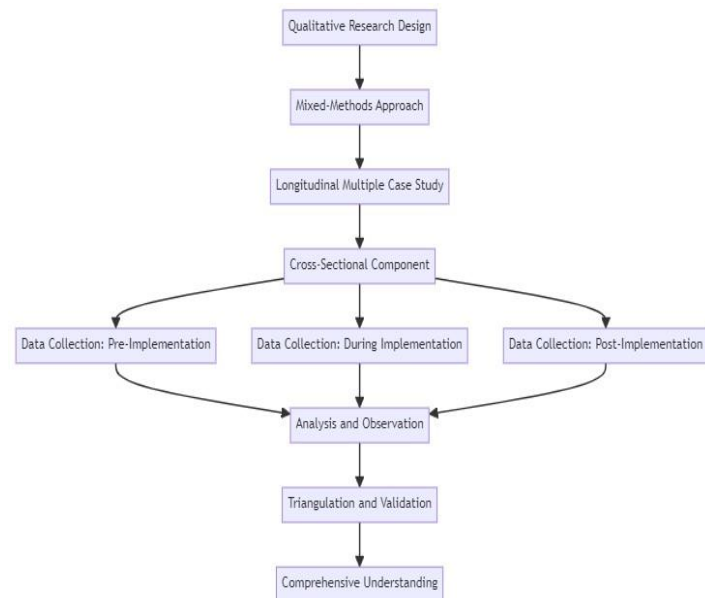 Qualitative Research Design
Mixed-Methods Approach
Longitudinal Multiple Case Study
Cross-Sectional Component
Data Collection: Pre-Implementation
Data Collection: During Implementation
Data Collection: Post-Implementation
Analysis and Observation
Triangulation and Validation
Comprehensive Understanding